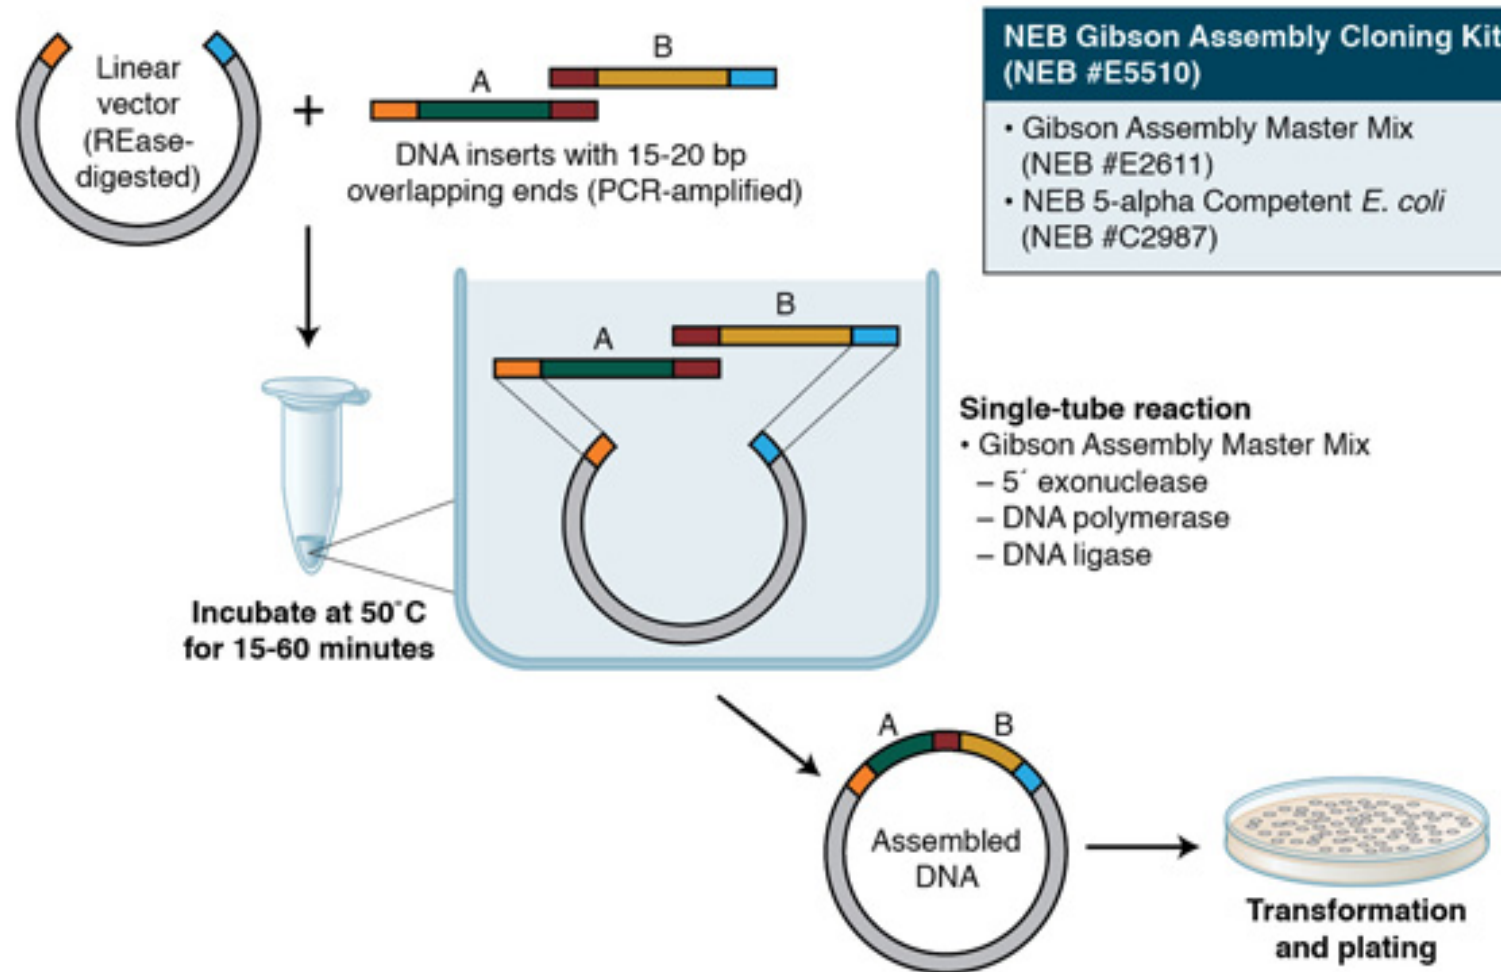 Linear
vector
(REase-
digested)
+
A
B
DNA inserts with 15-20 bp
overlapping ends (PCR-amplified)
NEB Gibson Assembly Cloning Kit
(NEB #E5510)
• Gibson Assembly Master Mix
(NEB #E2611)
• NEB 5-alpha Competent E. coli
(NEB #C2987)
A
B
Incubate at 50˚C
for 15-60 minutes
Single-tube reaction
• Gibson Assembly Master Mix
– 5´ exonuclease
– DNA polymerase
– DNA ligase
A
B
Assembled
DNA
Transformation
and plating